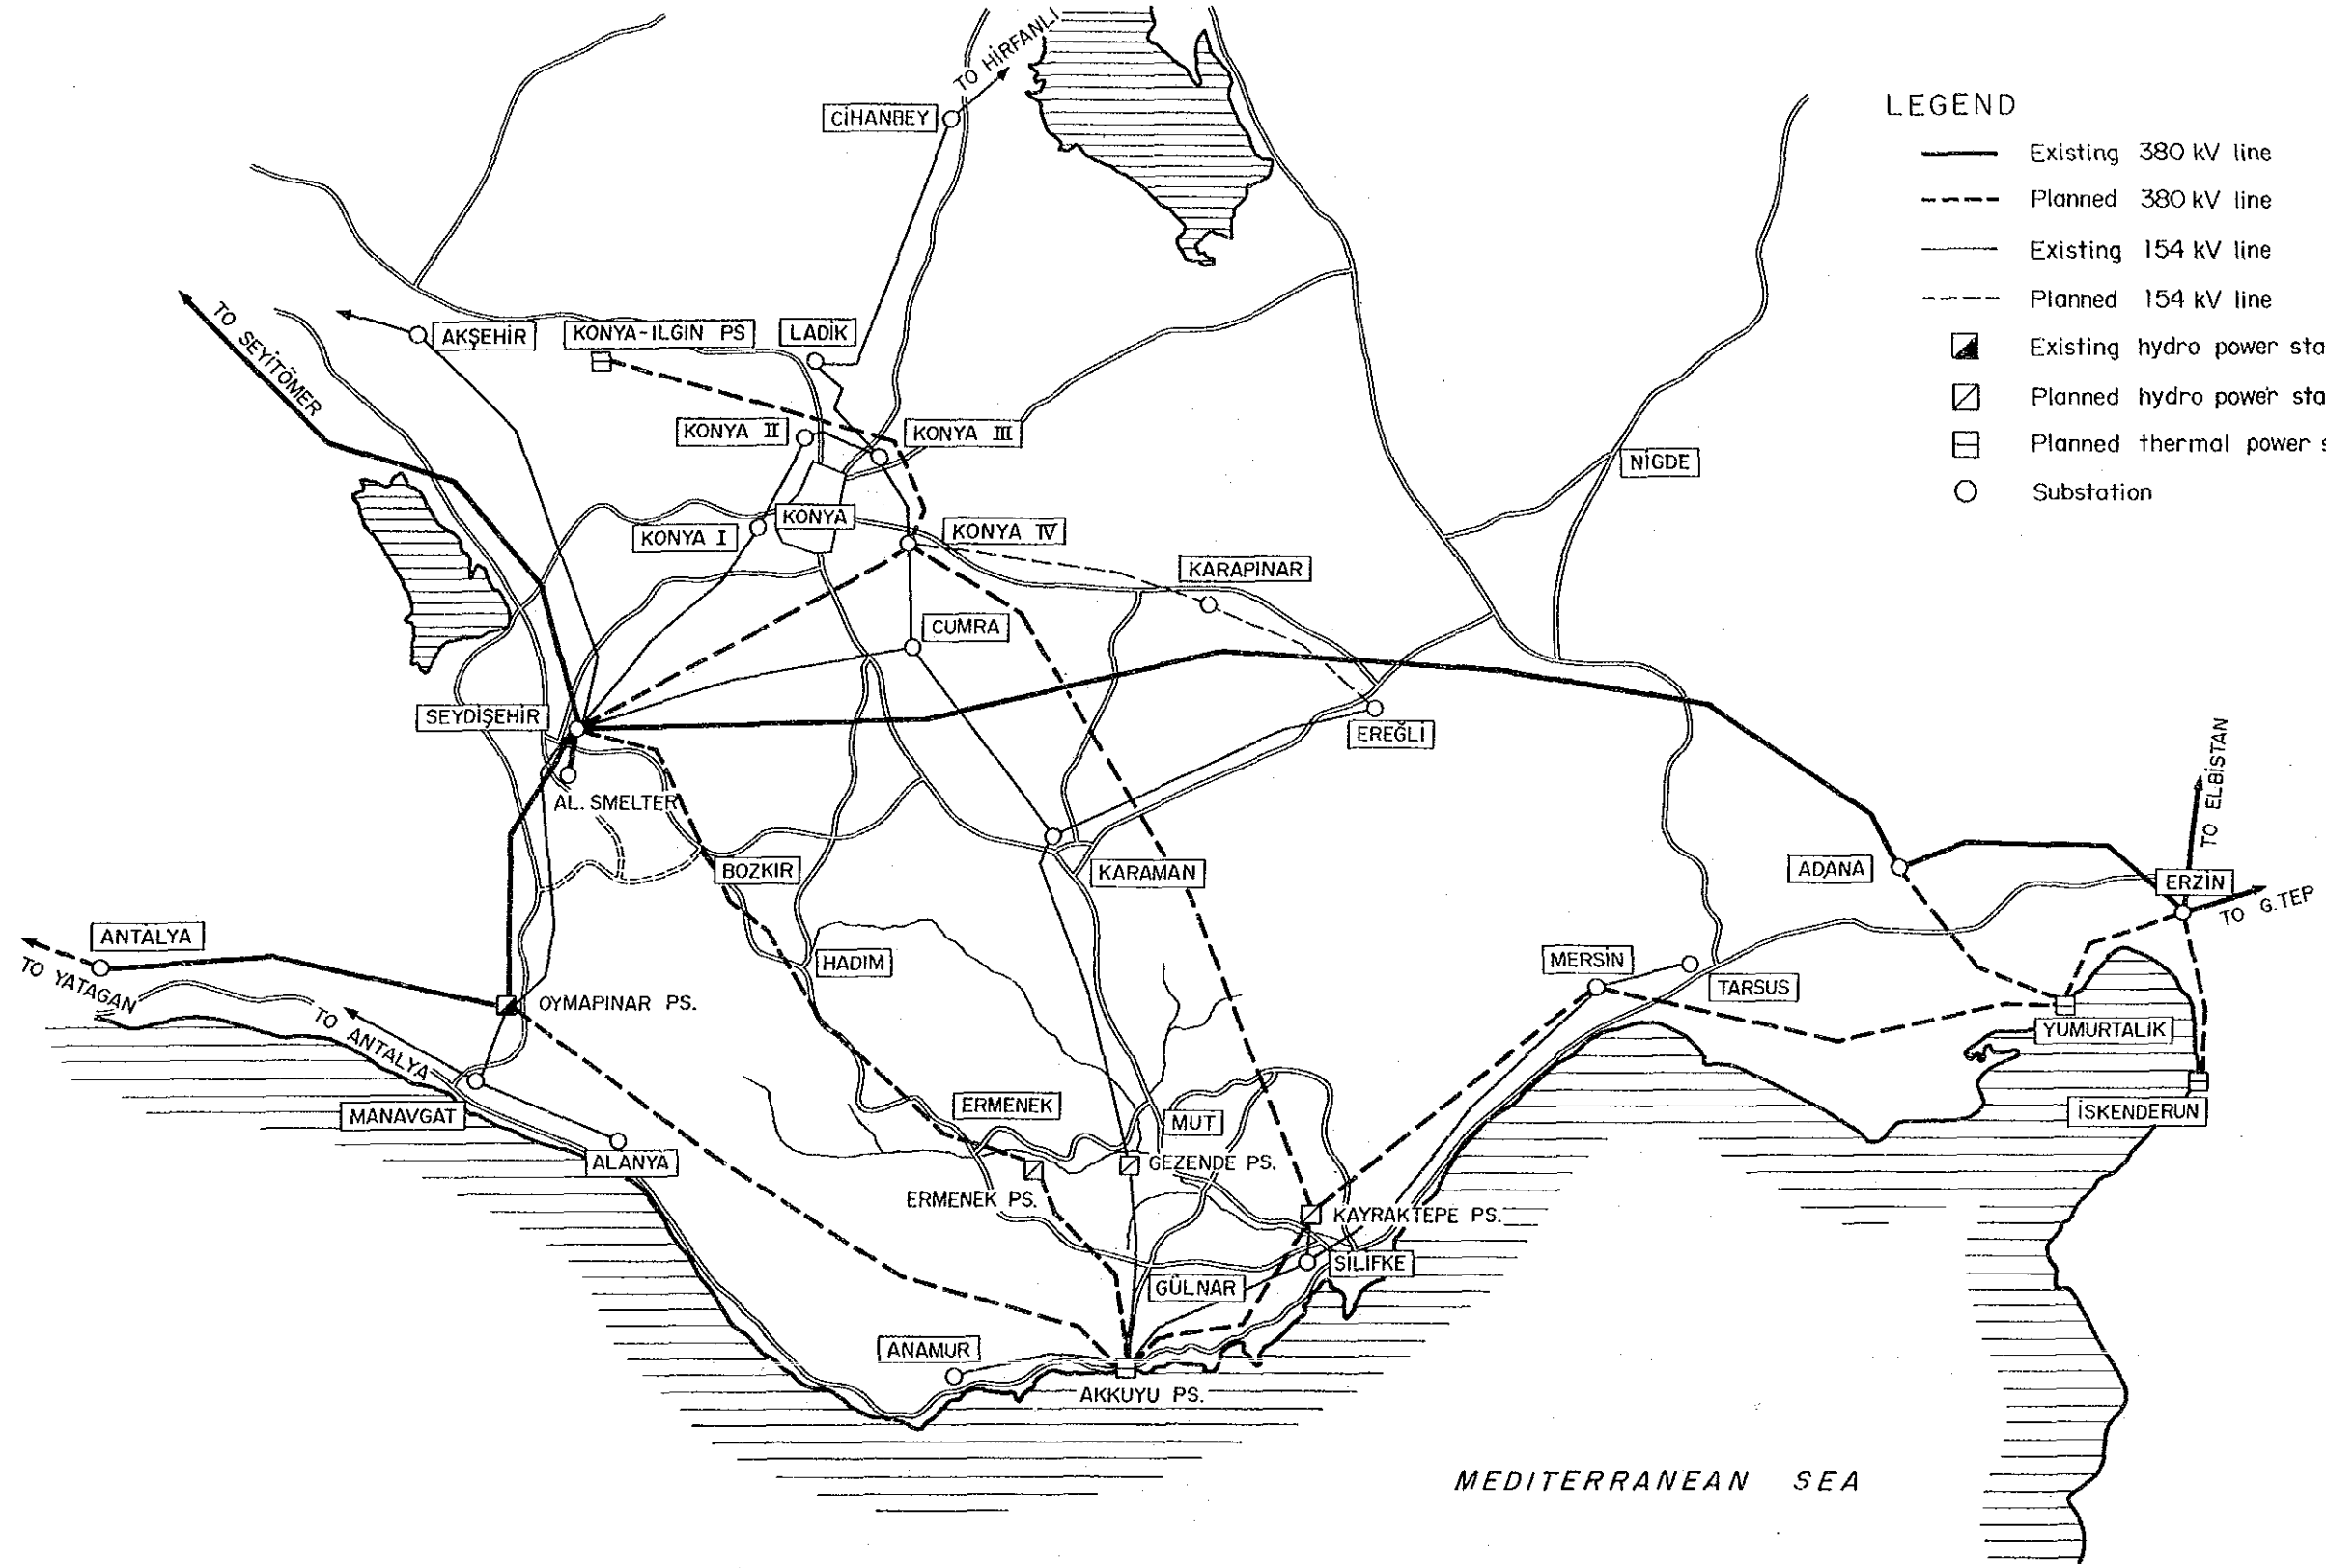 TO HİRFANLI
CİHANBEY
LEGEND
Existing 380 kV line
Planned 380 kV line
Existing 154 kV line
Planned 154 kV line
Existing hydro power sta
Planned hydro power sta
Planned thermal power s
Substation
TO SEYİTÖMER
AKŞEHİR
KONYA-ILGIN PS
LADİK
KONYA II
KONYA III
NİGDE
KONYA
KONYA I
KONYA IV
KARAPINAR
CUMRA
SEYDİŞEHİR
EREĞLİ
AL. SMELTER
TO ELBİSTAN
BOZKIR
KARAMAN
ADANA
ERZİN
TO G.TEP
ANTALYA
TO YATAGAN
HADIM
MERSİN
TARSUS
OYMAPINAR PS.
TO ANTALYA
YUMURTALIK
MANAVGAT
ERMENEK
MUT
İSKENDERUN
ALANYA
GEZENDE PS.
ERMENEK PS.
KAYRAKTEPE PS.
SİLİFKE
GÜLNAR
ANAMUR
AKKUYU PS.
MEDITERRANEAN SEA